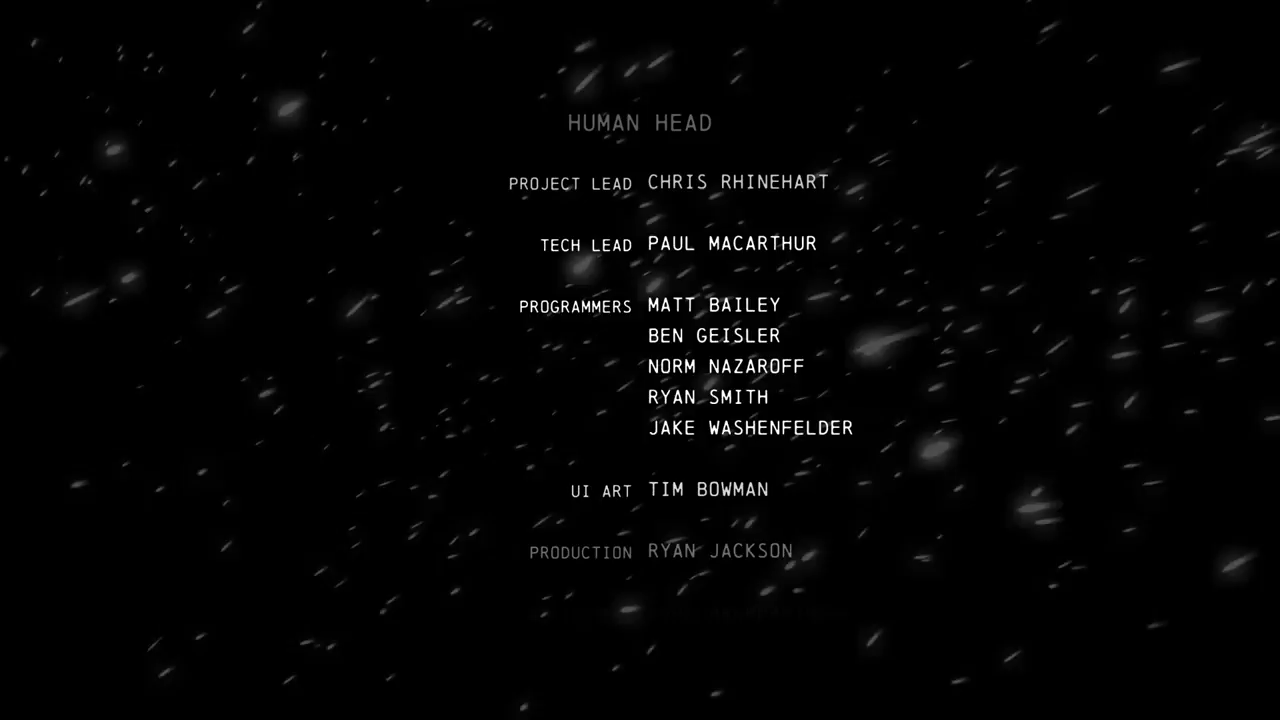 HUMAN HEAD
PROJECT LEAD CHRIS RHINEHART
TECH LEAD PAUL MACARTHUR
PROGRAMMERS MATT BAILEY
BEN GEISLER
NORM NAZAROFF
RYAN SMITH
JAKE WASHENFELDER
UI ART TIM BOWMAN
PRODUCTION RYAN JACKSON